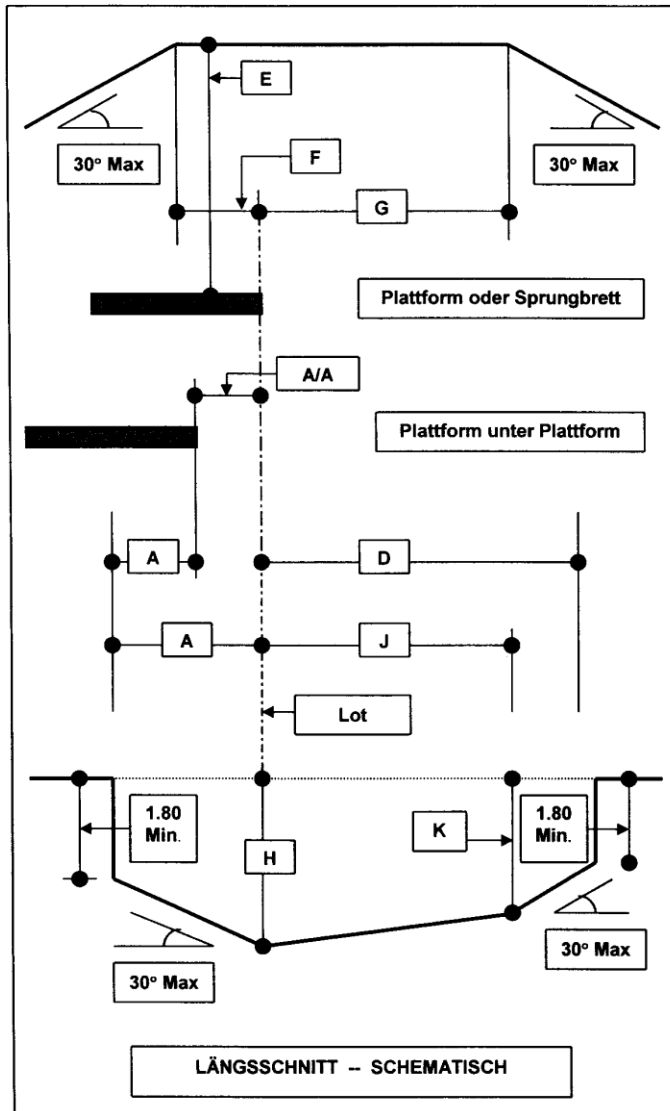 E
30° Max
30° Max
F
G
Plattform oder Sprungbrett
A/A
Plattform unter Plattform
A
D
A
J
Lot
1.80
Min.
H
K
1.80
Min.
30° Max
30° Max
LÄNGSSCHNITT -- SCHEMATISCH